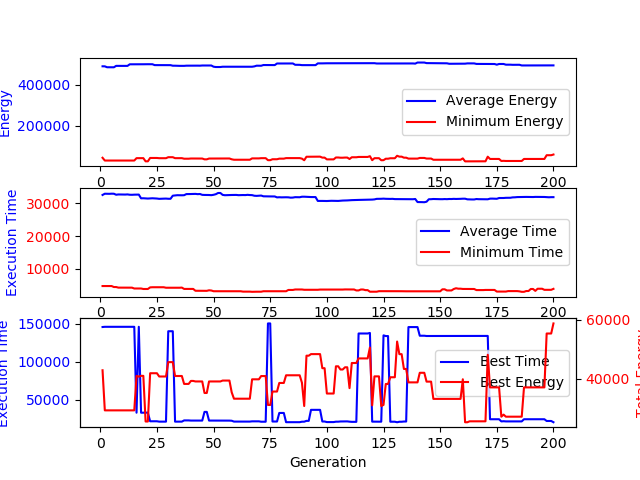 Energy
400000
200000
Average Energy
Minimum Energy
0 25 50 75 100 125 150 175 200
Execution Time
30000
20000
10000
Average Time
Minimum Time
0 25 50 75 100 125 150 175 200
Execution Time
150000
100000
50000
Best Time
Best Energy
60000
40000
Total Energy
0 25 50 75 100 125 150 175 200
Generation